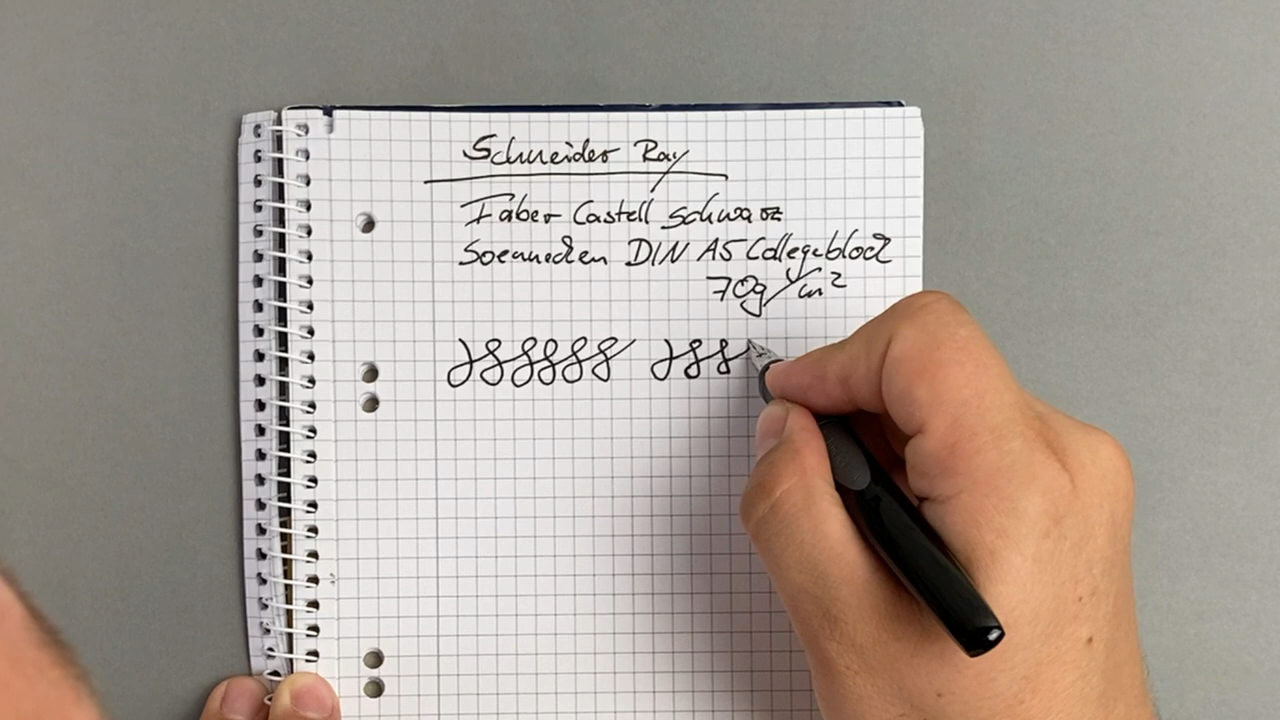 Schneider Ray
Faber Castell schwarz
Soennecken DIN A5 Collegeblock
70g/m²